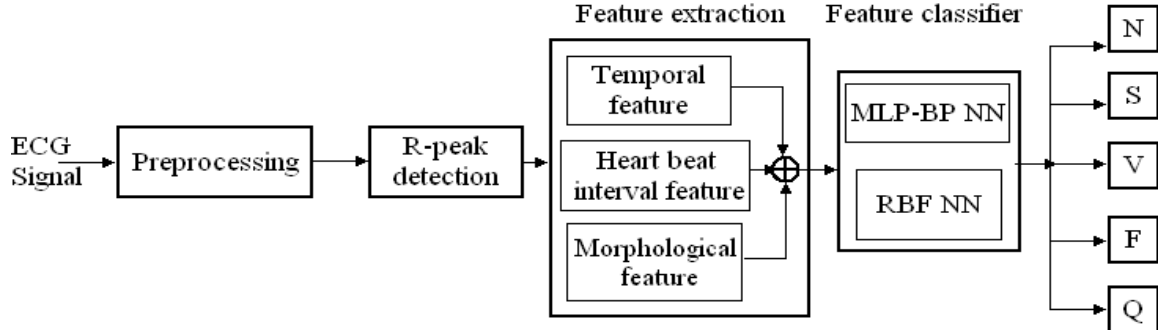 Feature extraction
Feature classifier
ECG
Signal
Preprocessing
R-peak
detection
Temporal
feature
Heart beat
interval feature
Morphological
feature
MLP-BP NN
RBF NN
N
S
V
F
Q